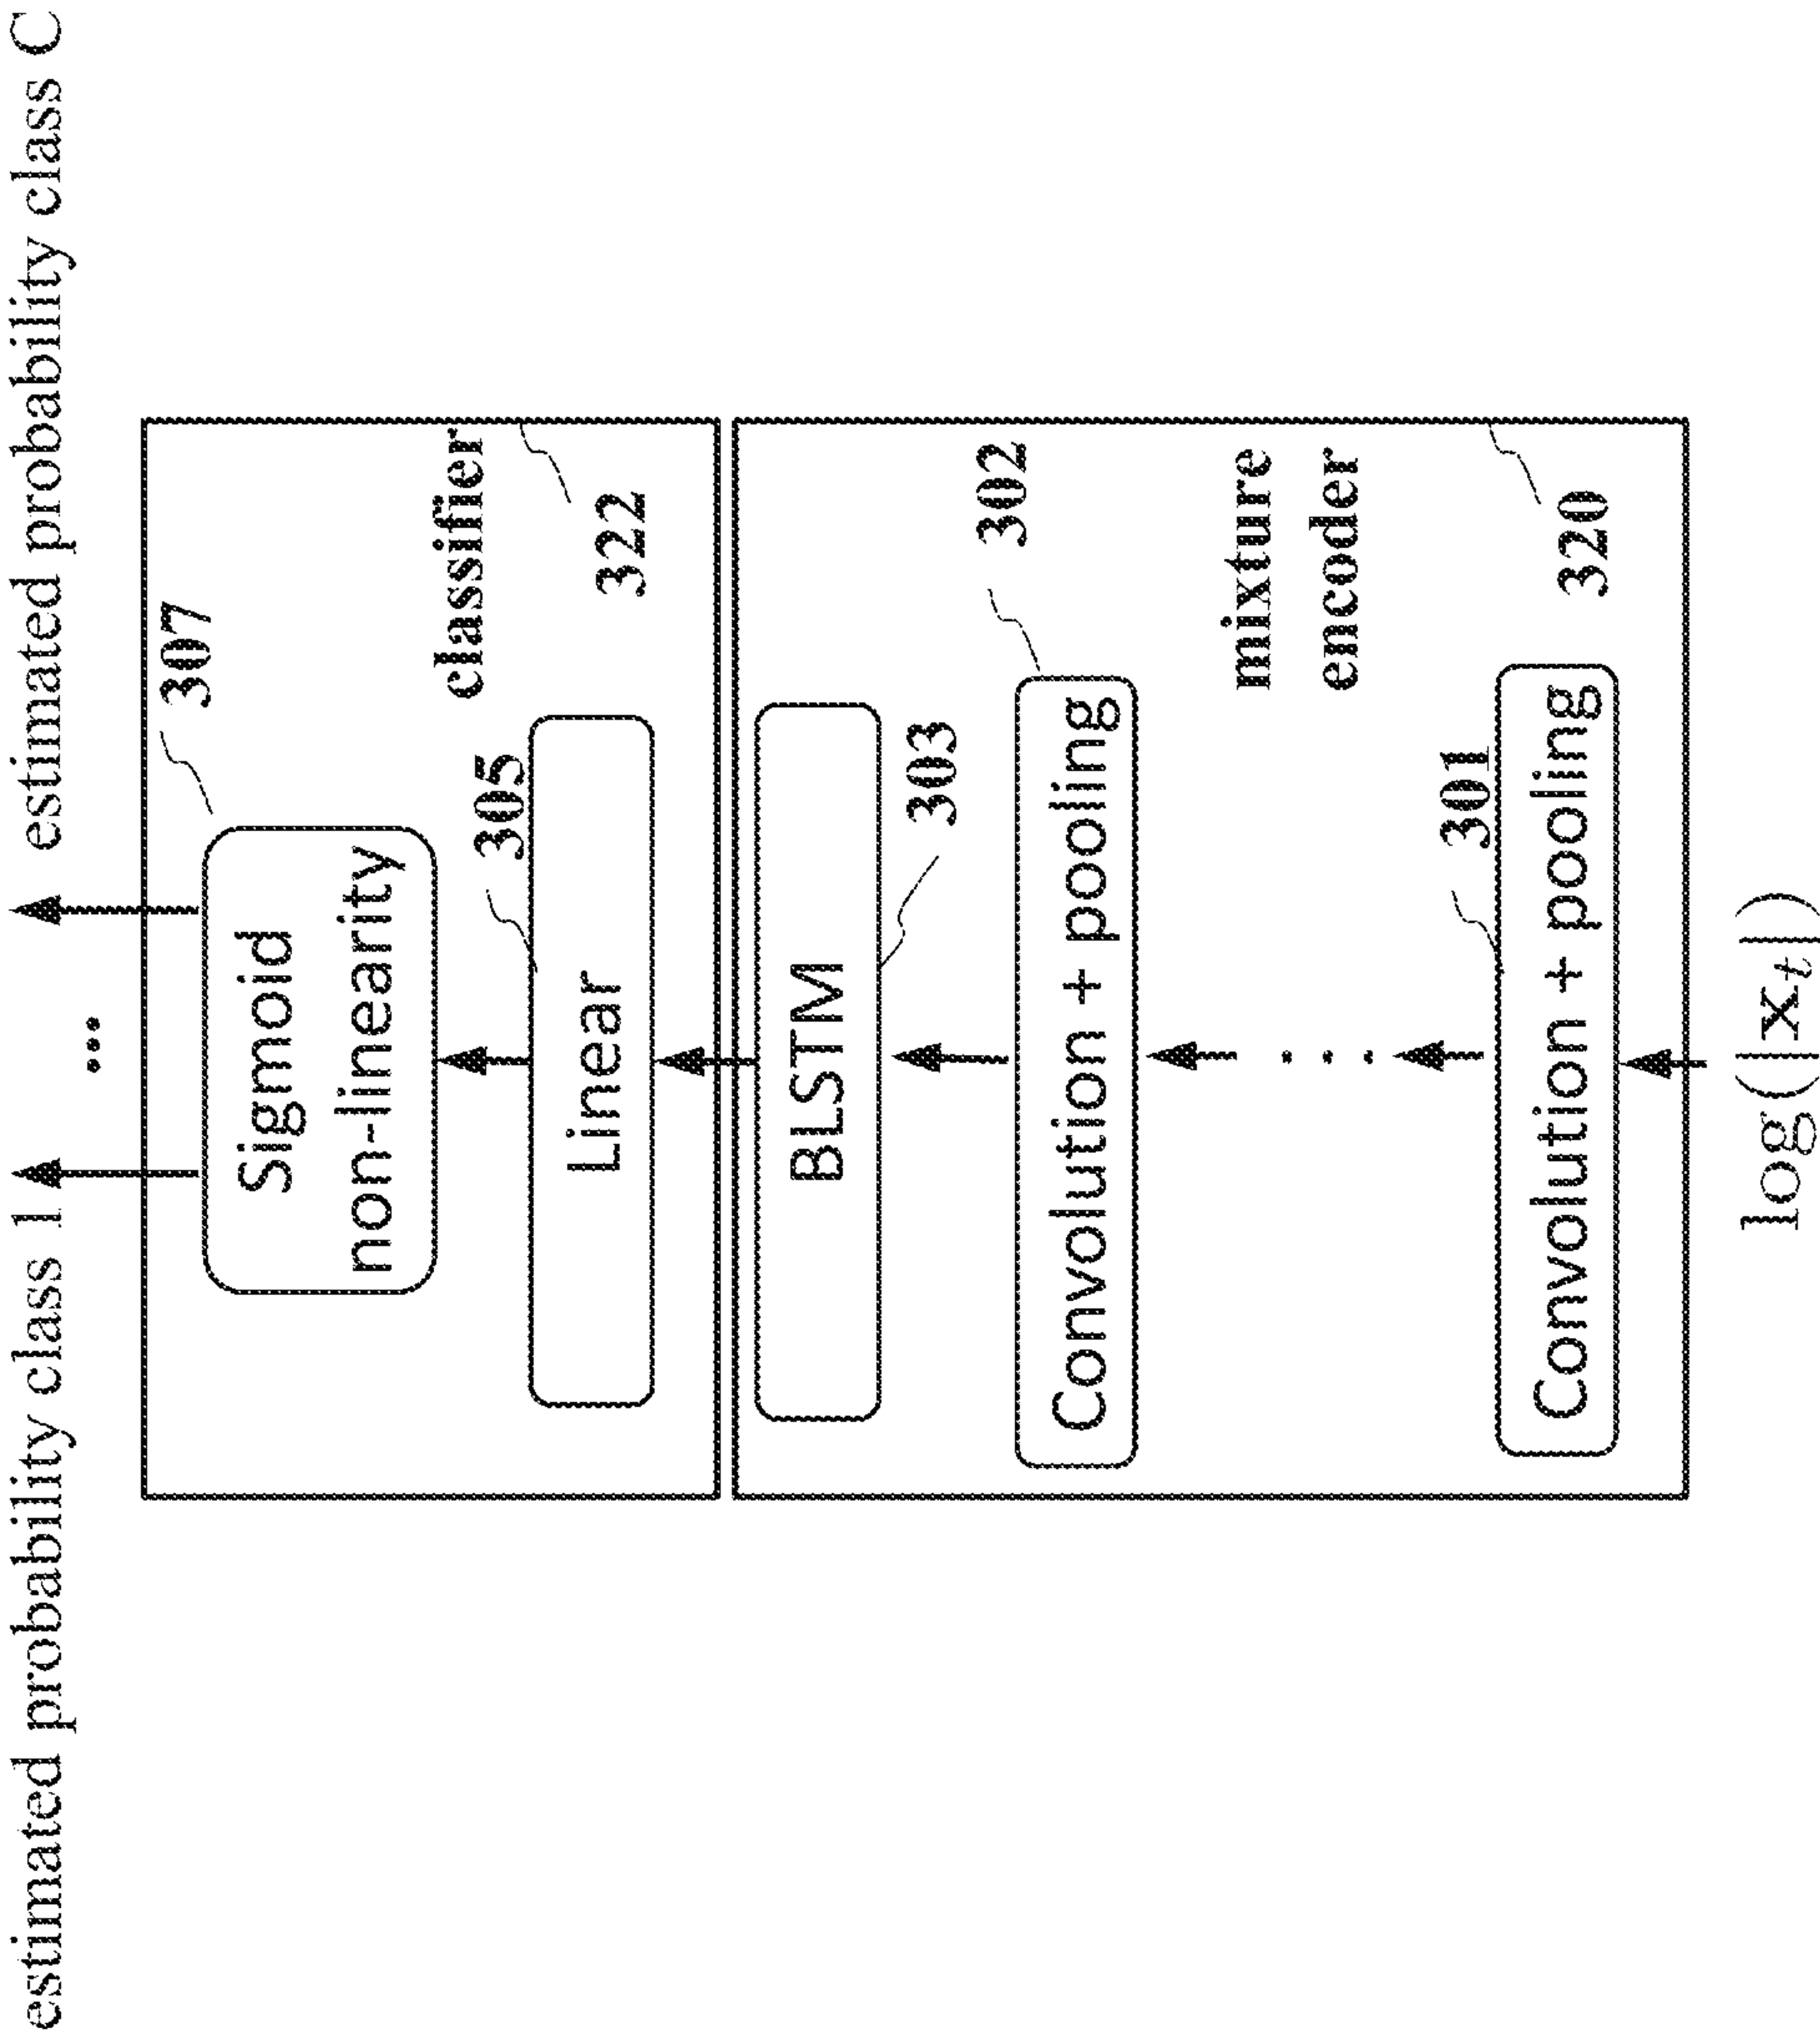 estimated probability class 1
...
estimated probability class C
307
Sigmoid
non-linearity
classifier
305
Linear
322
BLSTM
303
302
Convolution + pooling
mixture
encoder
...
301
Convolution + pooling
320
log(|x_t|)